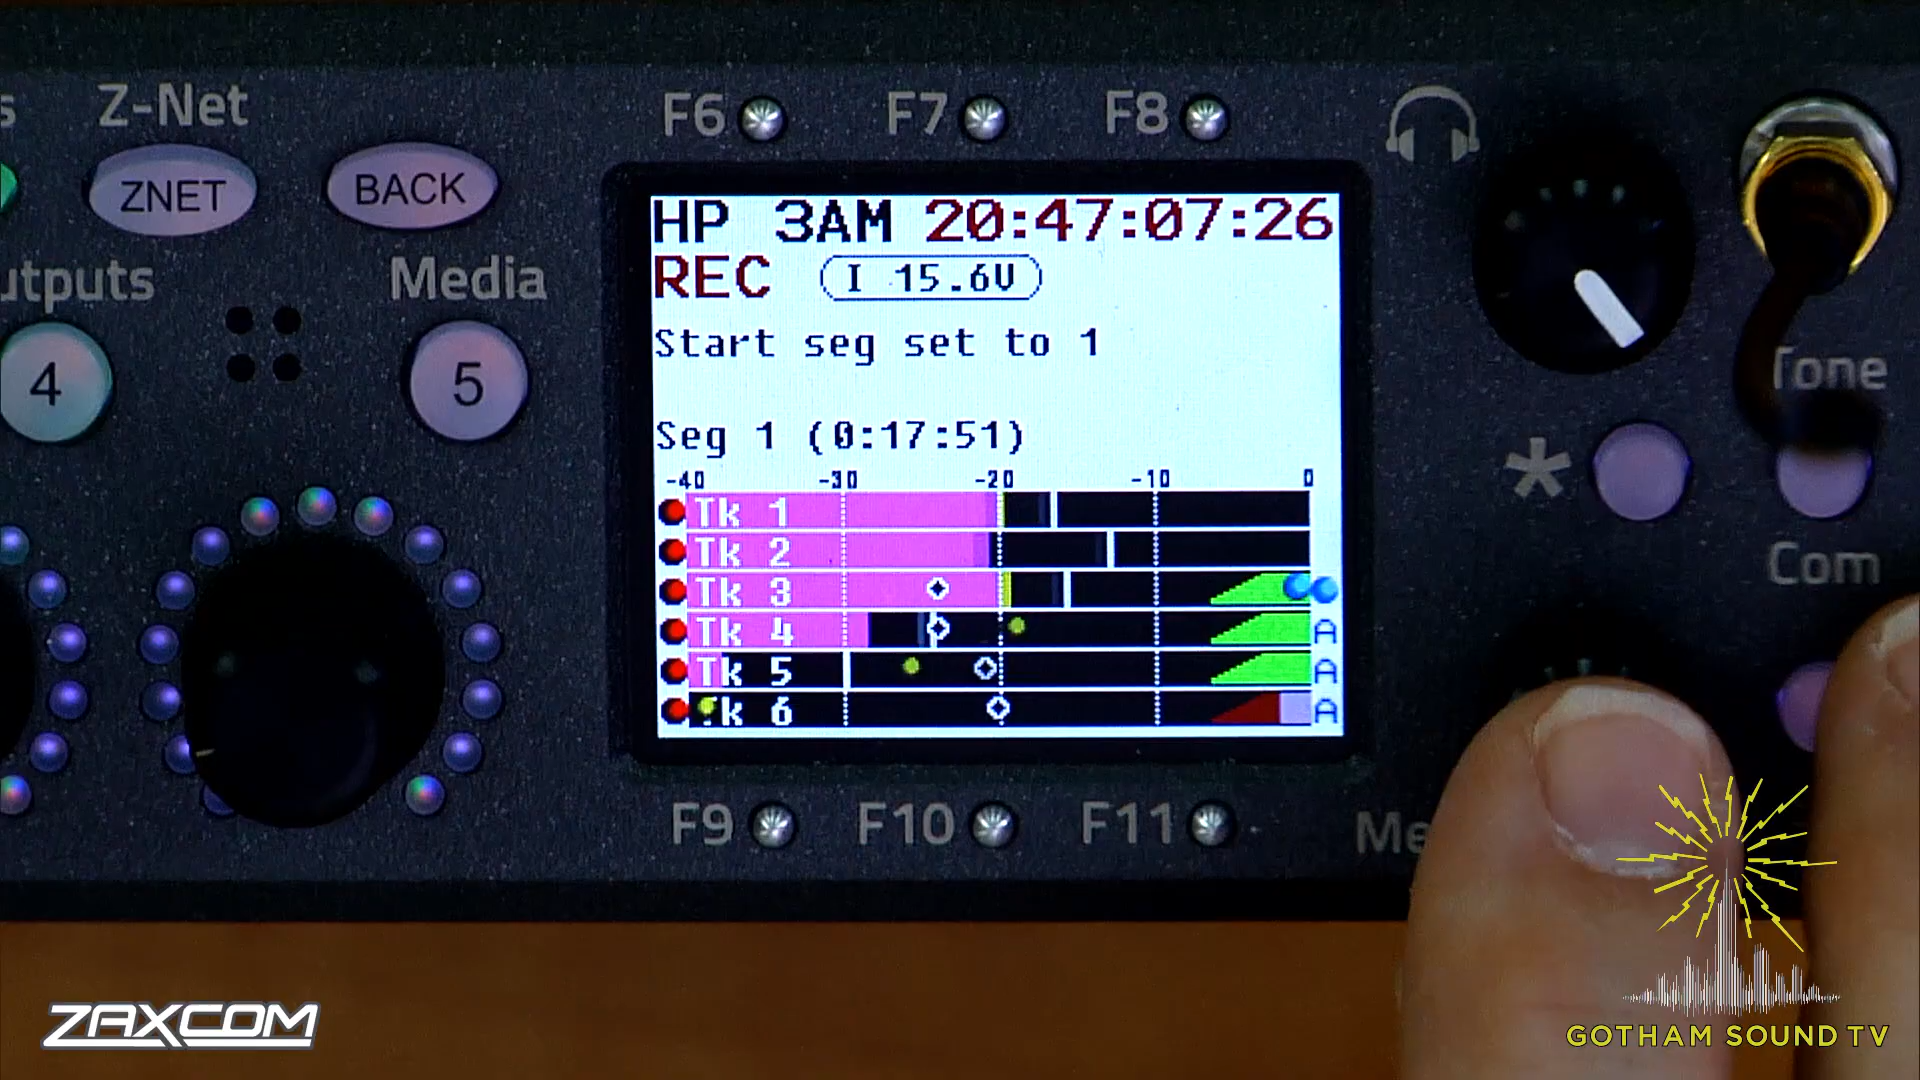 s
Z-Net
F6
F7
F8
ZNET
BACK
HP 3AM 20:47:07:26
REC
I 15.6V
utputs
Media
Start seg set to 1
4
5
Tone
Seg 1 (0:17:51)
-40 -30 -20 -10 0
*
Tk 1
Tk 2
Com
Tk 3
Tk 4 A
Tk 5 A
k 6 A
F9
F10
F11
Me
ZAXCOM
GOTHAM SOUND TV